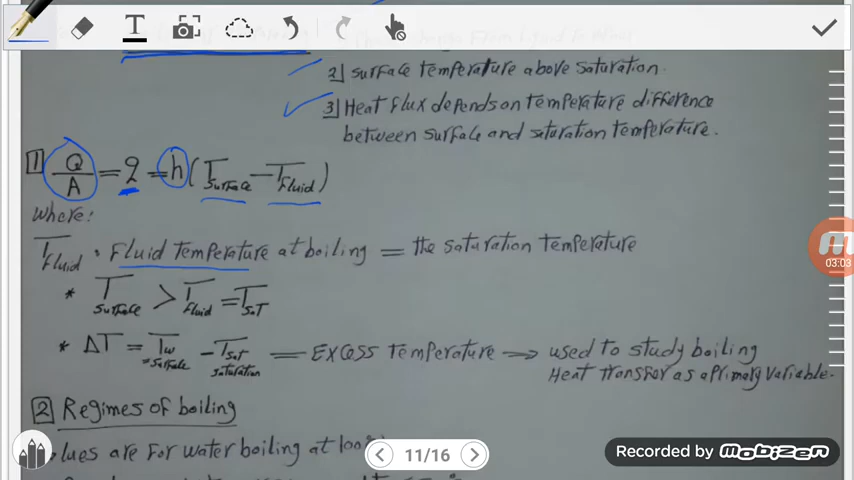 T
2] Surface temperature above saturation.
3] Heat flux depends on temperature difference
between surface and saturation temperature.
1 Q/A = q = h (T surface - T Fluid)
where:
T Fluid : Fluid Temperature at boiling = the saturation temperature
* T surface > T Fluid = T SaT
* ΔT = Tw = surface - T Sat saturation = Excess Temperature → used to study boiling
Heat Transfer as a primary variable.
2 Regimes of boiling
lues are for water boiling at
11/16
03:03
Recorded by mobizen